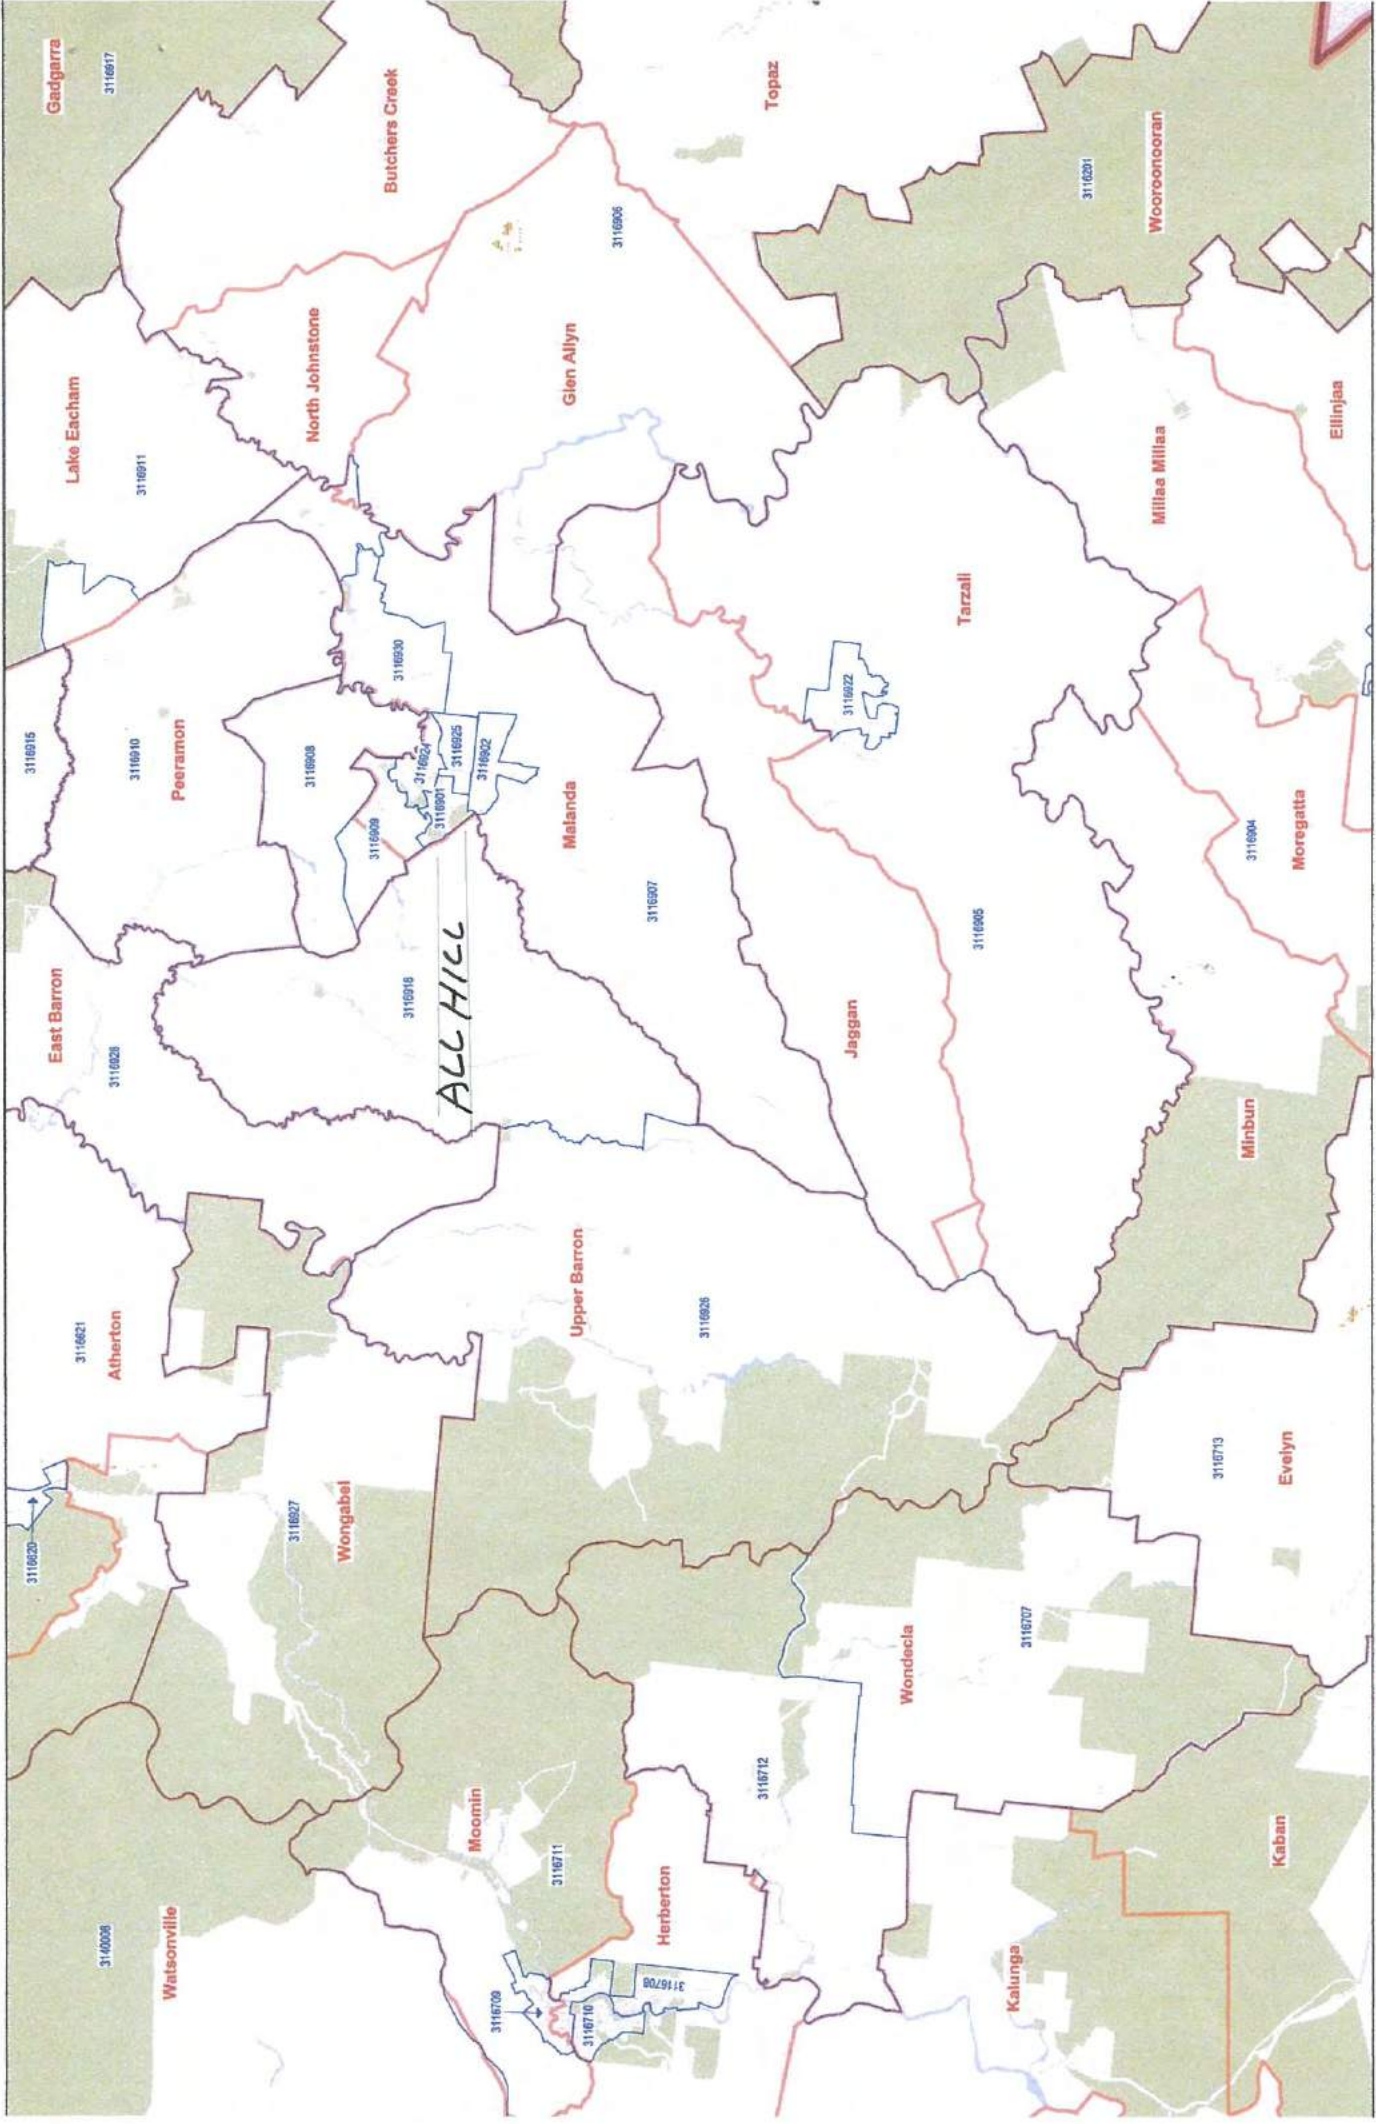 3116620
3116915
Watsonville
3140008
Atherton
3116621
East Barron
3116928
Peeramon
3116910
Lake Eacham
3116911
Gadgarra
3116917
Wongabel
3116927
3116908
North Johnstone
3116909
3116918
3116930
Butchers Creek
3116924
3116901
3116925
3116902
ALL HILL
Moomin
3116709
3116711
3116710
Upper Barron
Malanda
Glen Allyn
3116906
Herberton
3116708
3116907
3116926
3116712
Topaz
Jaggan
3116922
Wondecla
Tarzali
3116905
Kalunga
3116707
3116201
Wooroonooran
Millaa Millaa
3116713
Minbun
3116904
Kaban
Evelyn
Moregatta
Ellinjaa